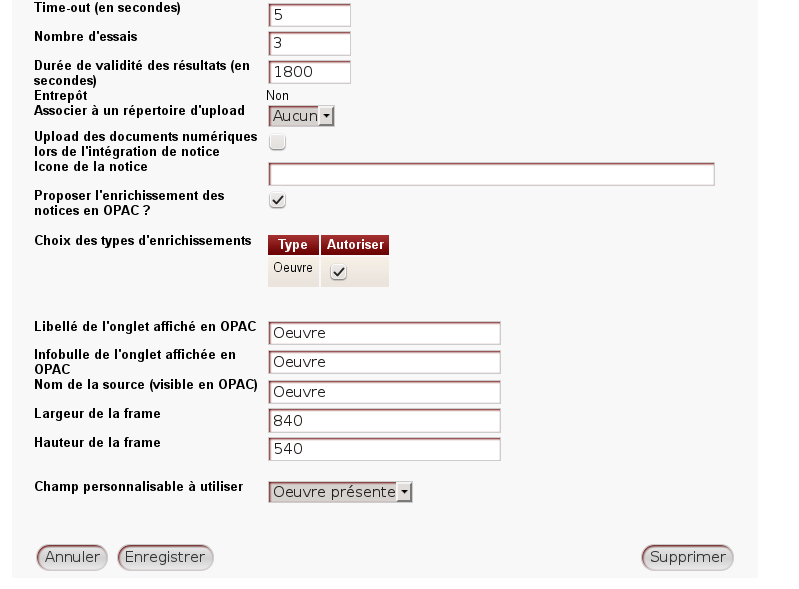 Time-out (en secondes) 5
Nombre d'essais 3
Durée de validité des résultats (en
secondes) 1800
Entrepôt Non
Associer à un répertoire d'upload Aucun
Upload des documents numériques
lors de l'intégration de notice
Icone de la notice
Proposer l'enrichissement des
notices en OPAC ?
Choix des types d'enrichissements Type Autoriser
Oeuvre
Libellé de l'onglet affiché en OPAC Oeuvre
Infobulle de l'onglet affichée en
OPAC Oeuvre
Nom de la source (visible en OPAC) Oeuvre
Largeur de la frame 840
Hauteur de la frame 540
Champ personnalisable à utiliser Oeuvre présente
Annuler Enregistrer Supprimer